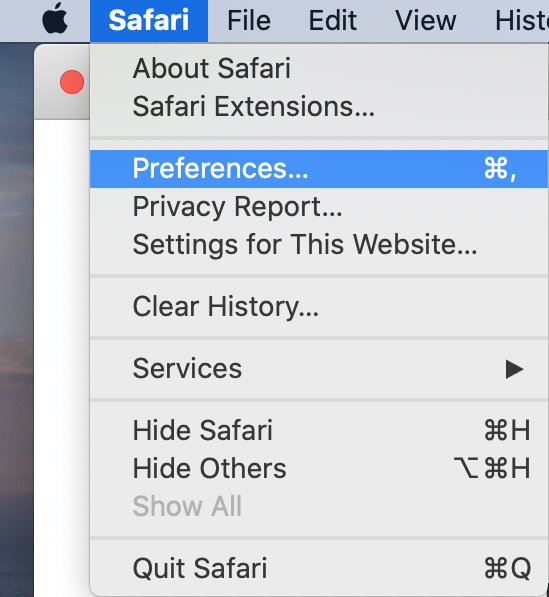 Safari File Edit View Hist
About Safari
Safari Extensions...
Preferences... ⌘,
Privacy Report...
Settings for This Website...
Clear History...
Services ▶
Hide Safari ⌘H
Hide Others ⌥⌘H
Show All
Quit Safari ⌘Q